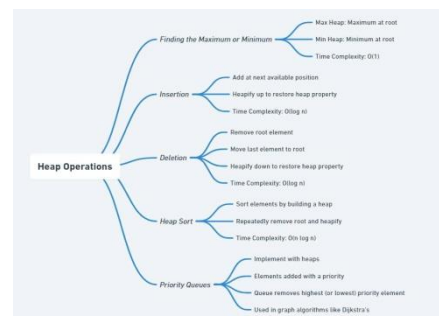 Heap Operations
Finding the Maximum or Minimum
Max Heap: Maximum at root
Min Heap: Minimum at root
Time Complexity: O(1)
Insertion
Add at next available position
Heapify up to restore heap property
Time Complexity: O(log n)
Deletion
Remove root element
Move last element to root
Heapify down to restore heap property
Time Complexity: O(log n)
Heap Sort
Sort elements by building a heap
Repeatedly remove root and heapify
Time Complexity: O(n log n)
Priority Queues
Implement with heaps
Elements added with a priority
Queue removes highest (or lowest) priority element
Used in graph algorithms like Dijkstra's